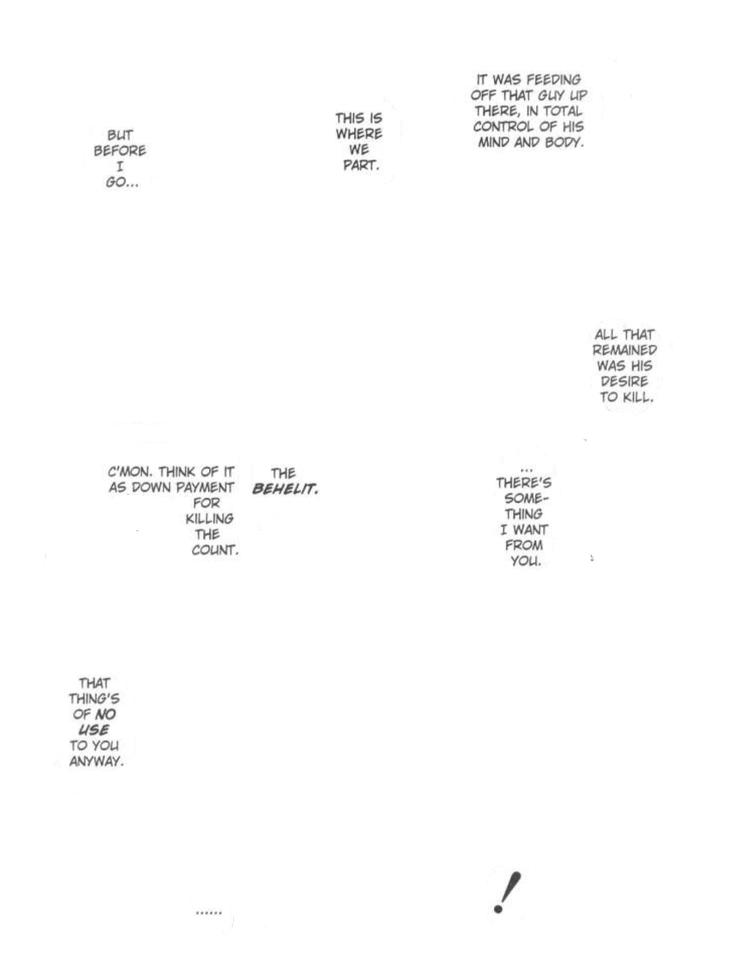 IT WAS FEEDING
OFF THAT GUY UP
THERE, IN TOTAL
CONTROL OF HIS
MIND AND BODY.
THIS IS
WHERE
WE
PART.
BUT
BEFORE
I
GO...
ALL THAT
REMAINED
WAS HIS
DESIRE
TO KILL.
...
THERE'S
SOME-
THING
I WANT
FROM
YOU.
THE
BEHELIT.
C'MON. THINK OF IT
AS DOWN PAYMENT
FOR
KILLING
THE
COUNT.
THAT
THING'S
OF NO
USE
TO YOU
ANYWAY.
!
......